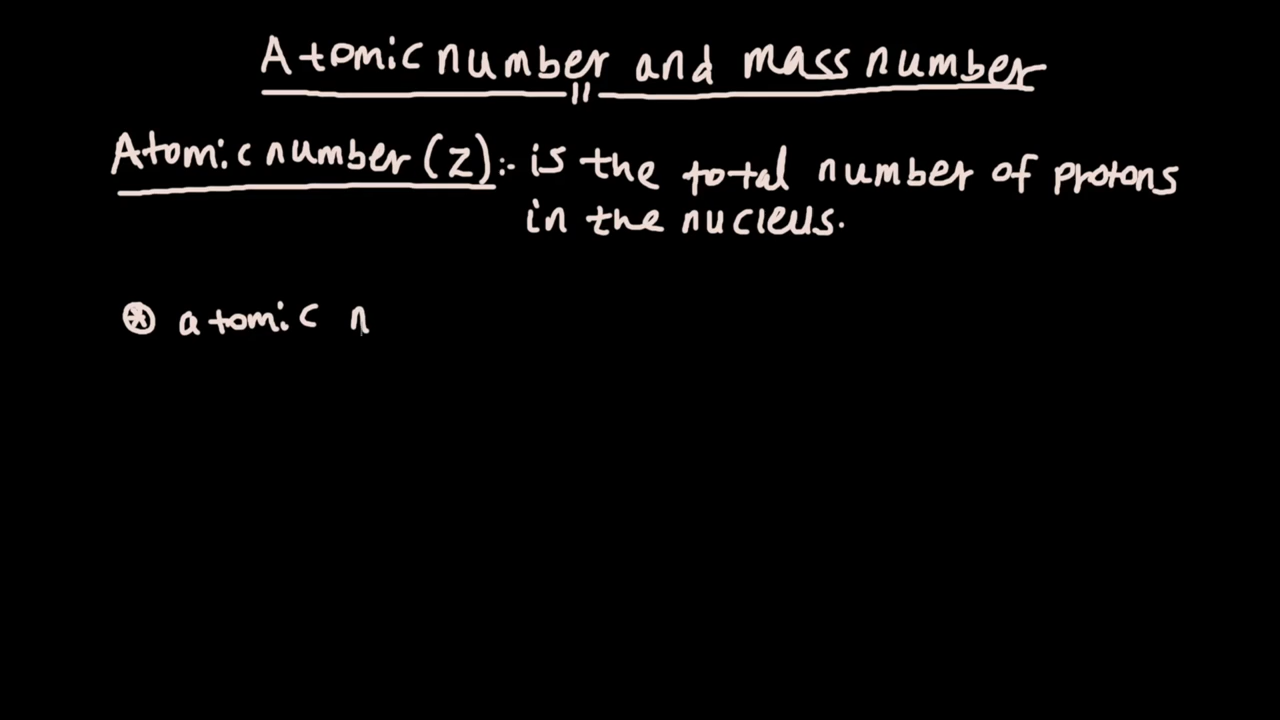 Atomic number and mass number
Atomic number (Z):- is the total number of protons
in the nucleus.
⊛ atomic n